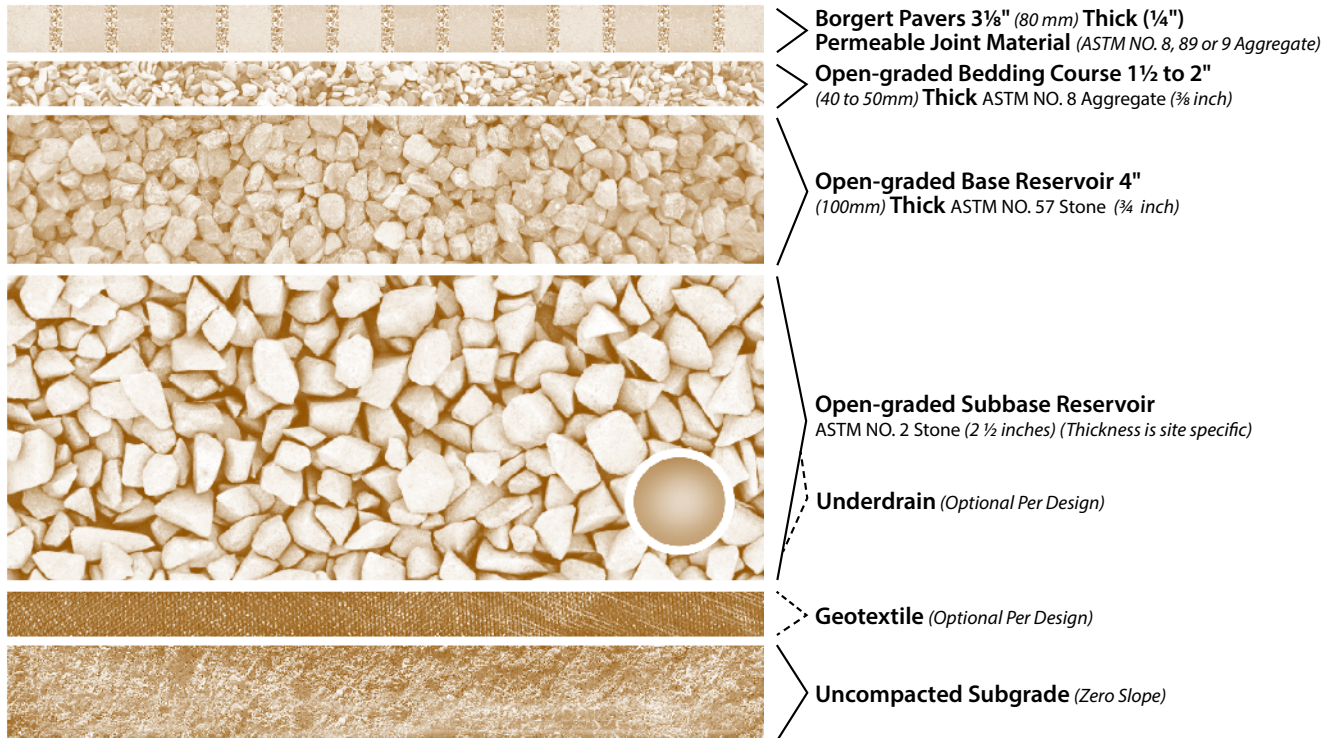 Borgert Pavers 3⅛" (80 mm) Thick (¼")
Permeable Joint Material (ASTM NO. 8, 89 or 9 Aggregate)
Open-graded Bedding Course 1½ to 2"
(40 to 50mm) Thick ASTM NO. 8 Aggregate (⅜ inch)
Open-graded Base Reservoir 4"
(100mm) Thick ASTM NO. 57 Stone (¾ inch)
Open-graded Subbase Reservoir
ASTM NO. 2 Stone (2 ½ inches) (Thickness is site specific)
Underdrain (Optional Per Design)
Geotextile (Optional Per Design)
Uncompacted Subgrade (Zero Slope)